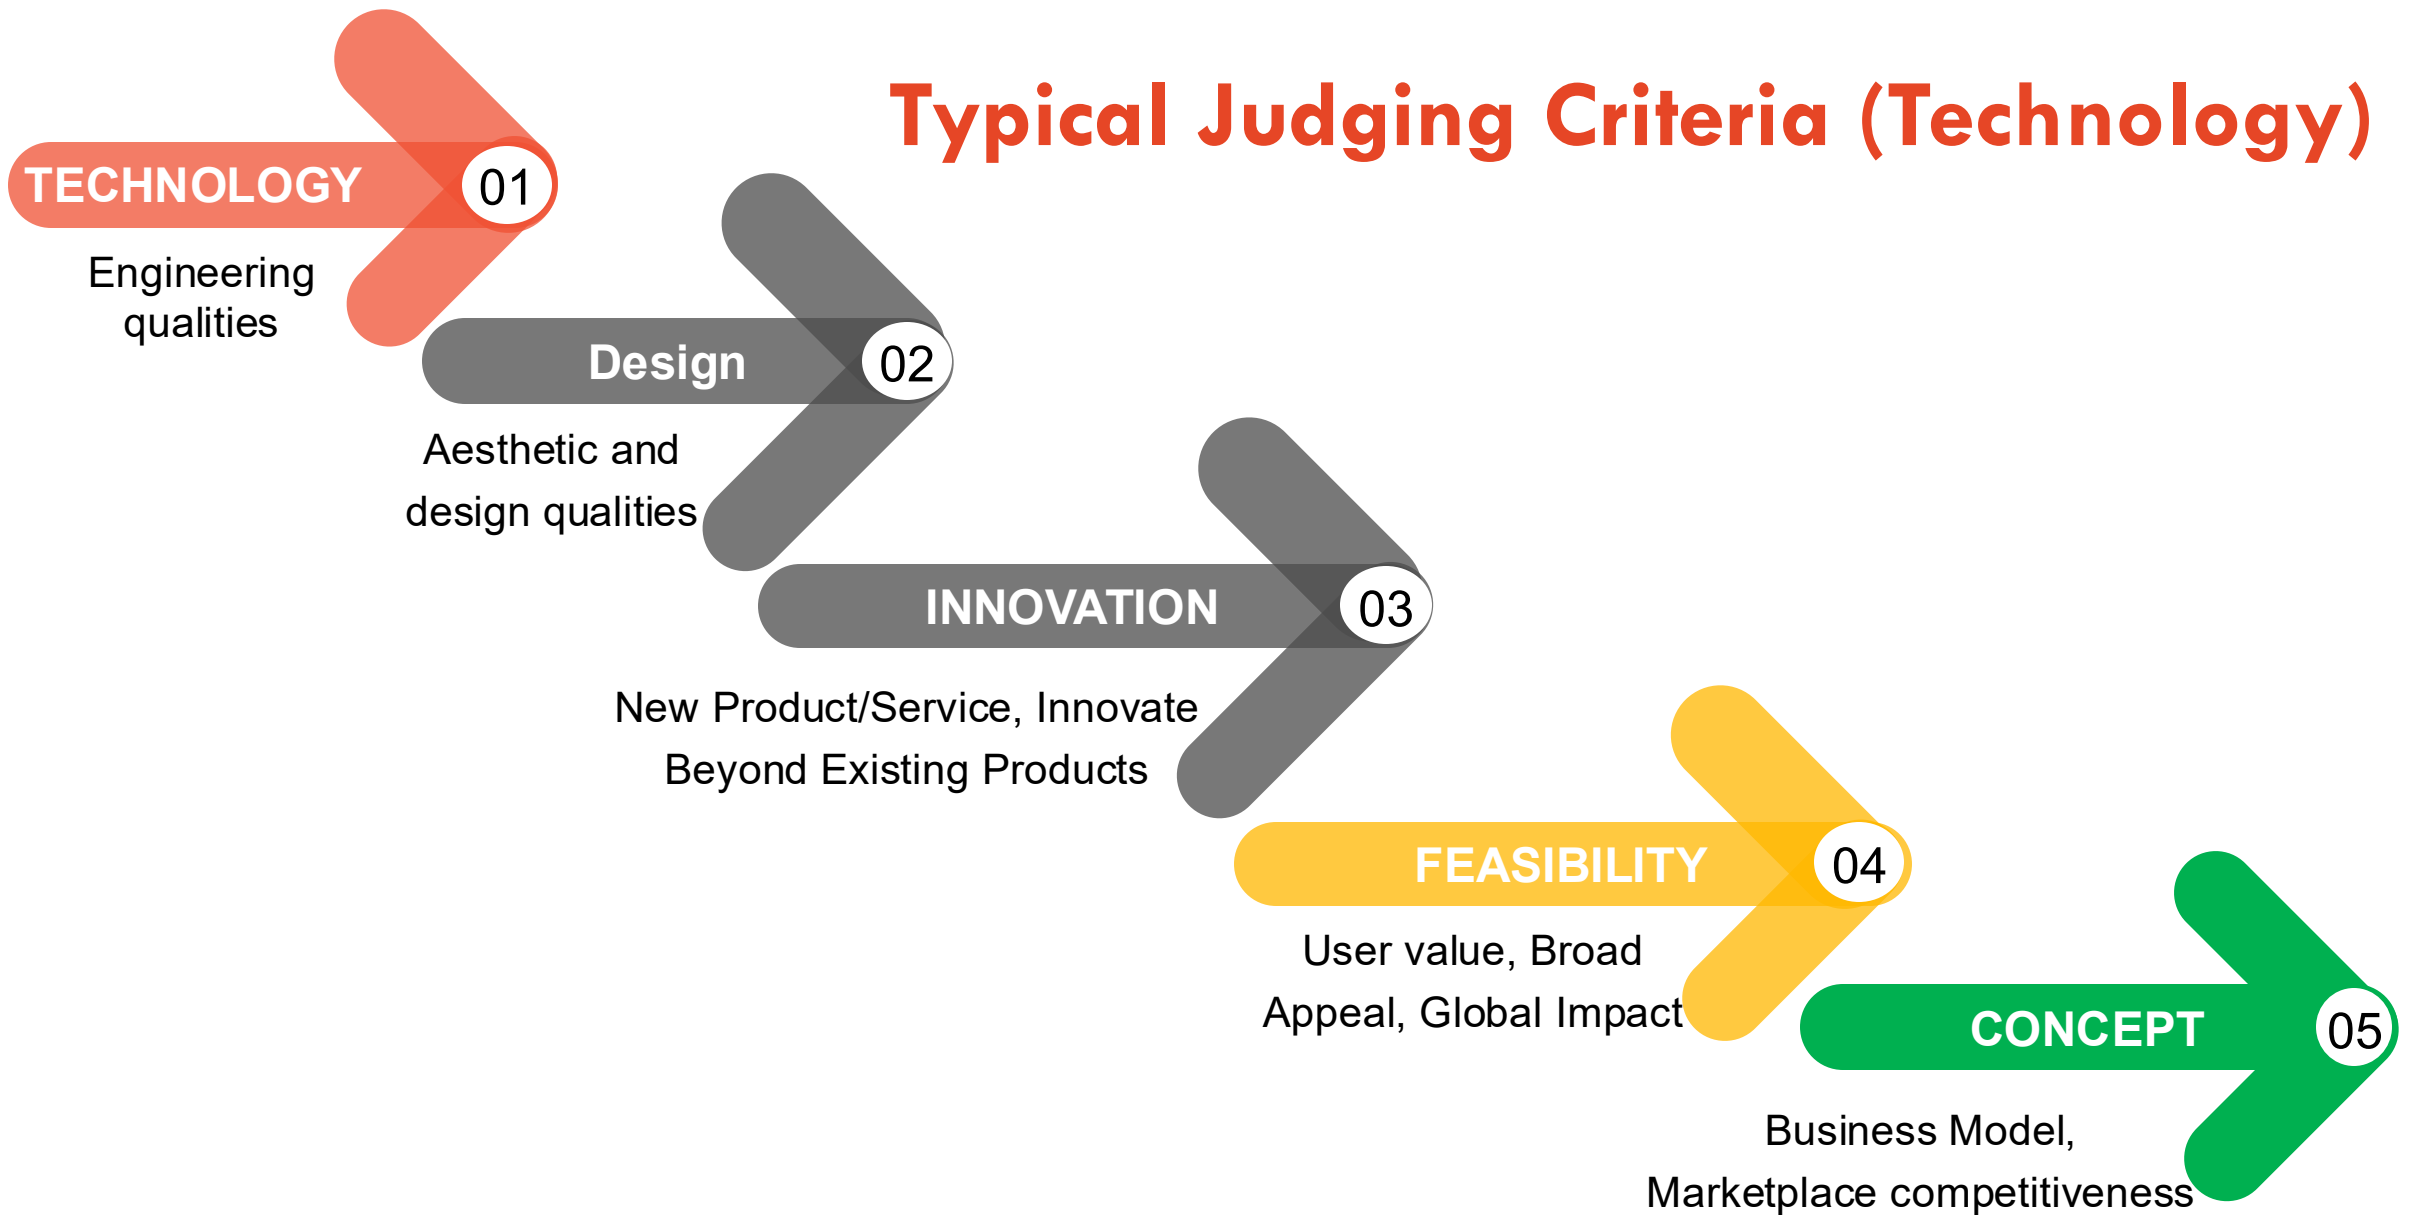 Typical Judging Criteria (Technology)
TECHNOLOGY
01
Engineering
qualities
Design
02
Aesthetic and
design qualities
INNOVATION
03
New Product/Service, Innovate
Beyond Existing Products
FEASIBILITY
04
User value, Broad
Appeal, Global Impact
CONCEPT
05
Business Model,
Marketplace competitiveness